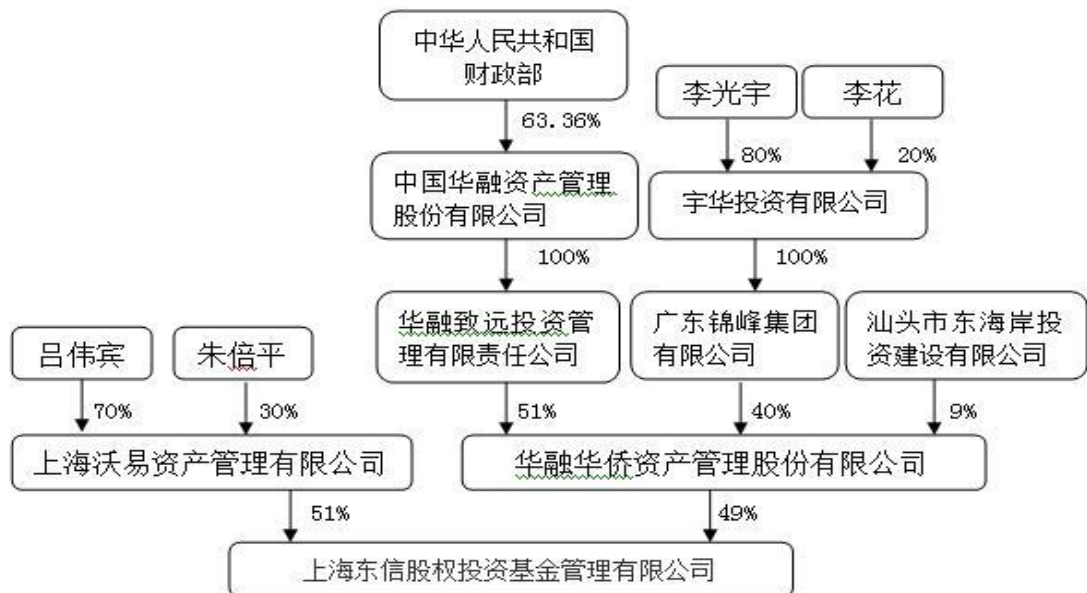 中华人民共和国
财政部
李光宇
李花
63.36%
80%
20%
中国华融资产管理
股份有限公司
宇华投资有限公司
100%
100%
华融致远投资管
理有限责任公司
广东锦峰集团
有限公司
汕头市东海岸投
资建设有限公司
吕伟宾
朱倍平
70%
30%
51%
40%
9%
上海沃易资产管理有限公司
华融华侨资产管理股份有限公司
51%
49%
上海东信股权投资基金管理有限公司